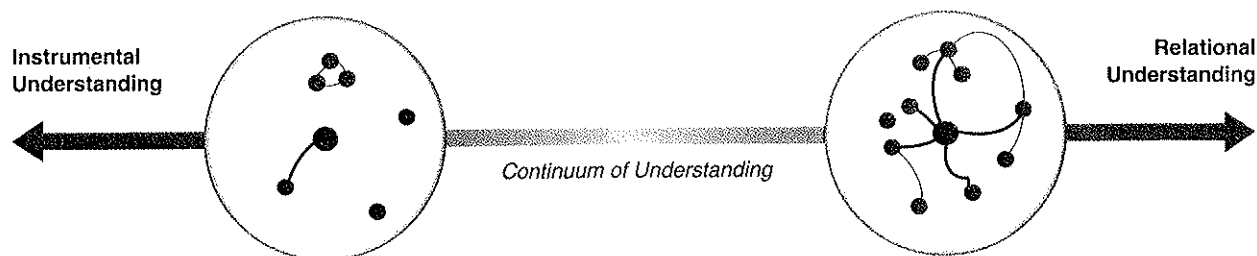 Instrumental
Understanding
Relational
Understanding
Continuum of Understanding